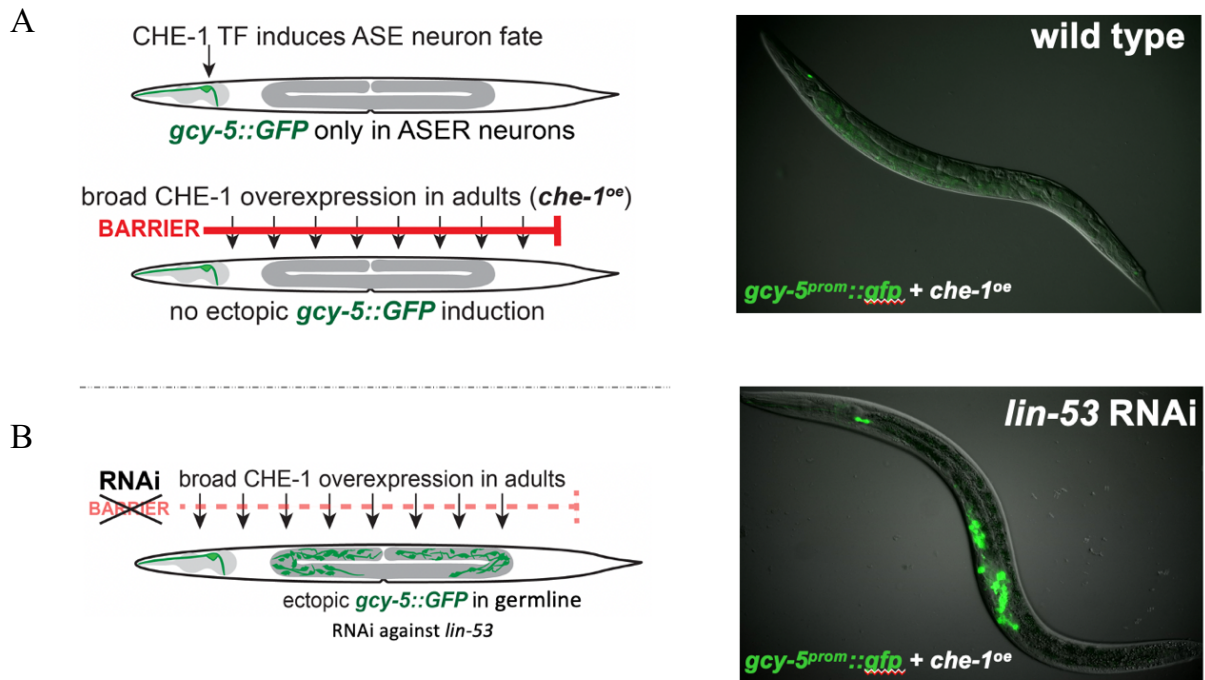 A
CHE-1 TF induces ASE neuron fate
gcy-5::GFP only in ASER neurons
broad CHE-1 overexpression in adults (che-1ᵒᵉ)
BARRIER
no ectopic gcy-5::GFP induction
wild type
gcy-5ᵖʳᵒᵐ::gfp + che-1ᵒᵉ
B
RNAi
broad CHE-1 overexpression in adults
BARRIER
ectopic gcy-5::GFP in germline
RNAi against lin-53
lin-53 RNAi
gcy-5ᵖʳᵒᵐ::gfp + che-1ᵒᵉ